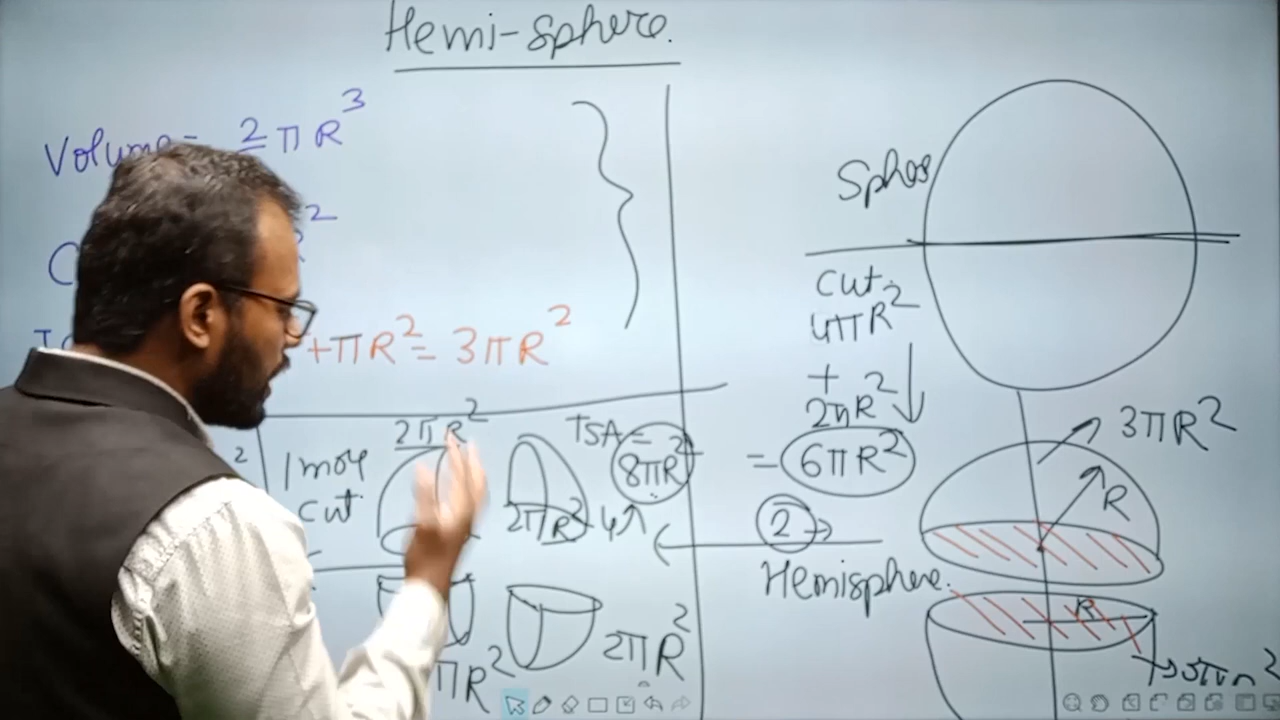 Hemi-sphere.
Volume = 2πR³
+πR² = 3πR²
1 more
cut
2πR²
TSA =
8πR²
2πR²
4
πR²
2πR²
Sphere
cut
4πR²
+
2πR²
= 6πR²
2
Hemisphere.
3πR²
R
R